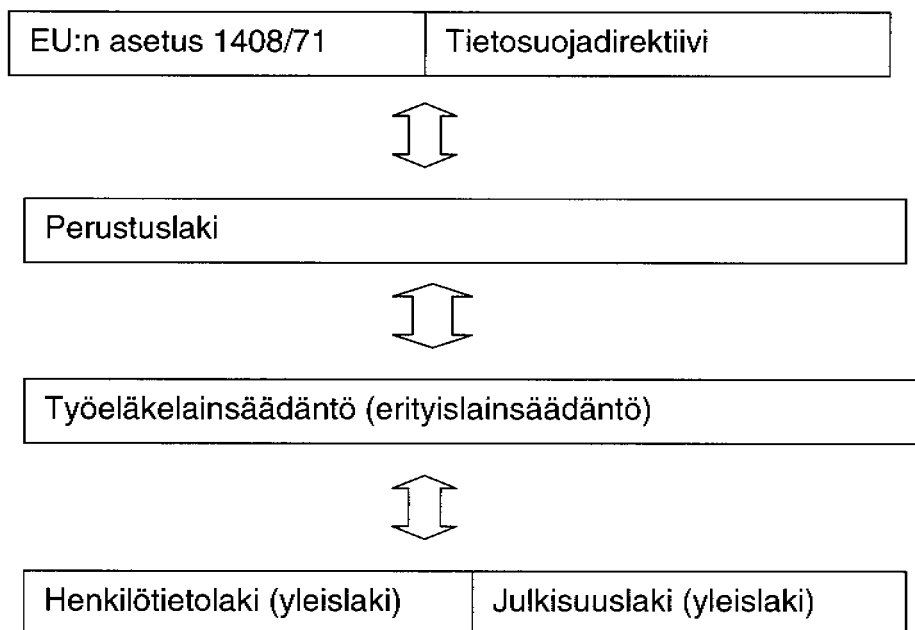 EU:n asetus 1408/71 Tietosuojadirektiivi
Perustuslaki
Työeläkelainsäädäntö (erityislainsäädäntö)
Henkilötietolaki (yleislaki) Julkisuuslaki (yleislaki)